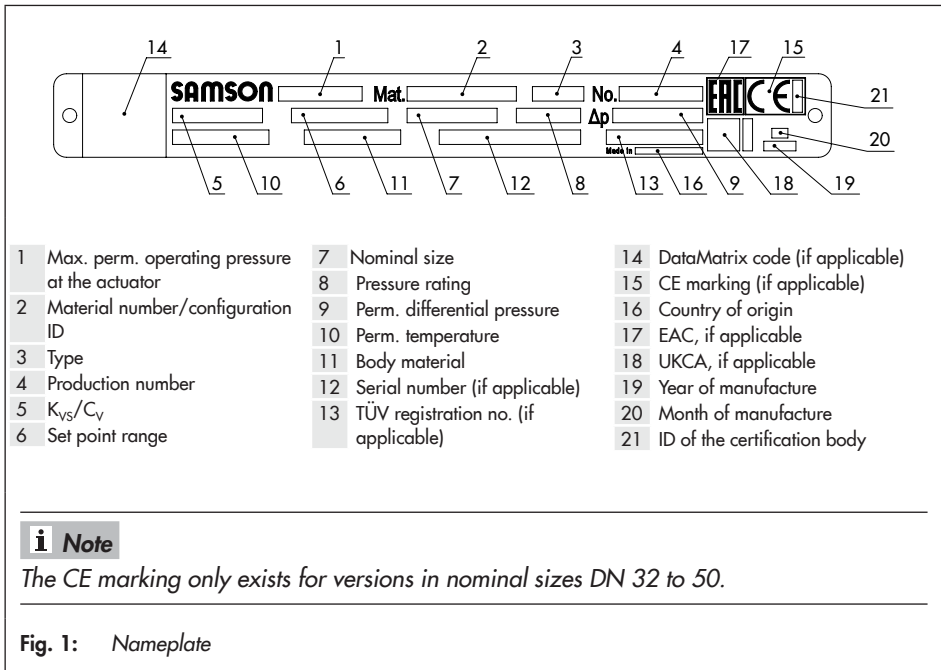 14 1 2 3 4 17 15
SAMSON Mat. No. EAC CE 21
Δp
20
Made in
5 10 6 11 7 12 8 13 16 9 18 19
1 Max. perm. operating pressure
at the actuator
2 Material number/configuration
ID
3 Type
4 Production number
5 KVS/CV
6 Set point range
7 Nominal size
8 Pressure rating
9 Perm. differential pressure
10 Perm. temperature
11 Body material
12 Serial number (if applicable)
13 TÜV registration no. (if
applicable)
14 DataMatrix code (if applicable)
15 CE marking (if applicable)
16 Country of origin
17 EAC, if applicable
18 UKCA, if applicable
19 Year of manufacture
20 Month of manufacture
21 ID of the certification body
i Note
The CE marking only exists for versions in nominal sizes DN 32 to 50.
Fig. 1: Nameplate